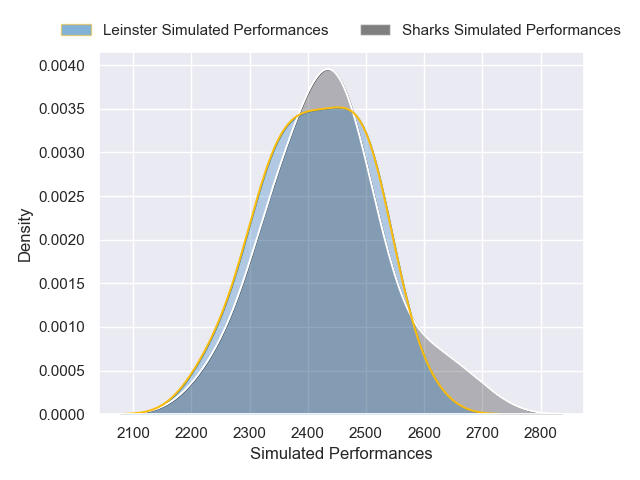 Leinster Simulated Performances
Sharks Simulated Performances
0.0040
0.0035
0.0030
0.0025
0.0020
0.0015
0.0010
0.0005
0.0000
Density
2100 2200 2300 2400 2500 2600 2700 2800
Simulated Performances